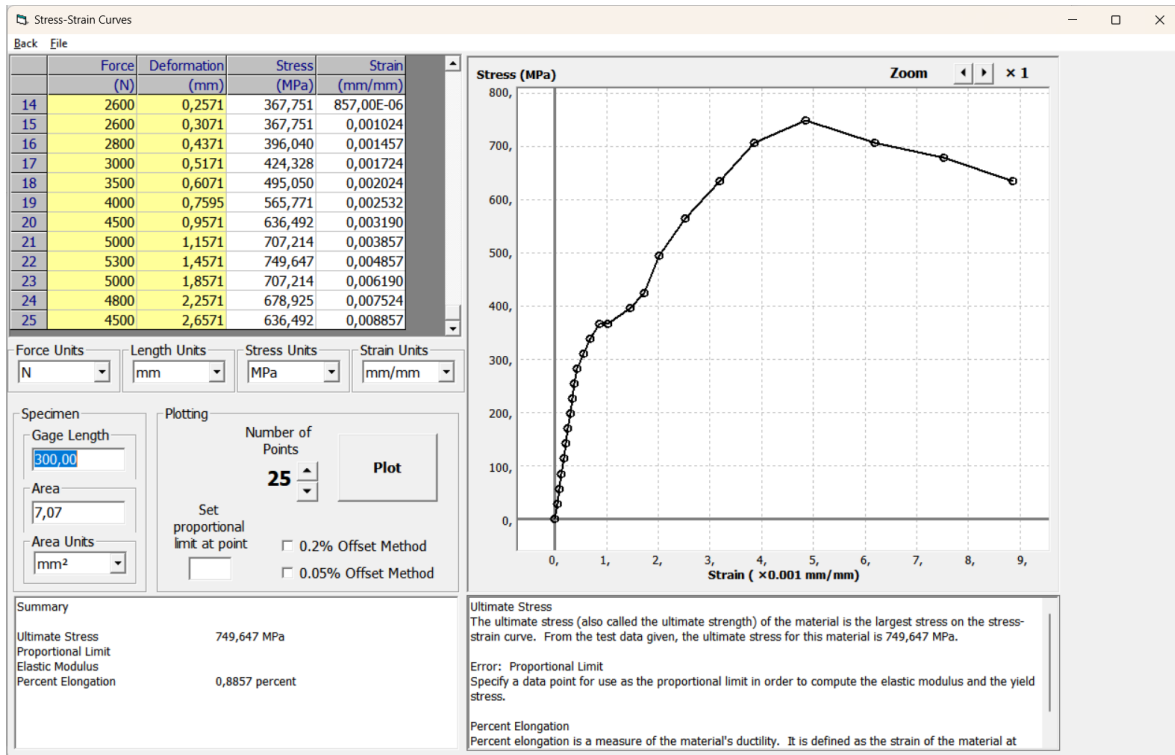 Stress-Strain Curves
Back File
Force Deformation Stress Strain
(N) (mm) (MPa) (mm/mm)
14 2600 0,2571 367,751 857,00E-06
15 2600 0,3071 367,751 0,001024
16 2800 0,4371 396,040 0,001457
17 3000 0,5171 424,328 0,001724
18 3500 0,6071 495,050 0,002024
19 4000 0,7595 565,771 0,002532
20 4500 0,9571 636,492 0,003190
21 5000 1,1571 707,214 0,003857
22 5300 1,4571 749,647 0,004857
23 5000 1,8571 707,214 0,006190
24 4800 2,2571 678,925 0,007524
25 4500 2,6571 636,492 0,008857
Force Units Length Units Stress Units Strain Units
N mm MPa mm/mm
Specimen
Gage Length
300,00
Area
7,07
Area Units
mm²
Plotting
Number of
Points
25
Plot
Set
proportional
limit at point
0.2% Offset Method
0.05% Offset Method
Stress (MPa)
Zoom × 1
800,
700,
600,
500,
400,
300,
200,
100,
0,
0, 1, 2, 3, 4, 5, 6, 7, 8, 9,
Strain ( ×0.001 mm/mm)
Summary
Ultimate Stress 749,647 MPa
Proportional Limit
Elastic Modulus
Percent Elongation 0,8857 percent
Ultimate Stress
The ultimate stress (also called the ultimate strength) of the material is the largest stress on the stress-
strain curve. From the test data given, the ultimate stress for this material is 749,647 MPa.
Error: Proportional Limit
Specify a data point for use as the proportional limit in order to compute the elastic modulus and the yield
stress.
Percent Elongation
Percent elongation is a measure of the material's ductility. It is defined as the strain of the material at